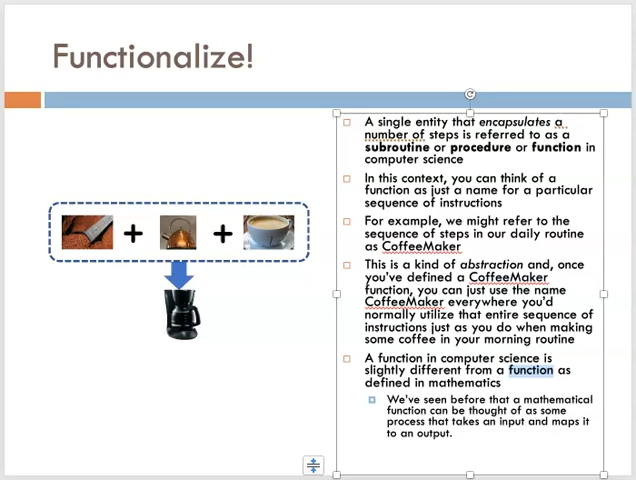 Functionalize!
A single entity that encapsulates a
number of steps is referred to as a
subroutine or procedure or function in
computer science
In this context, you can think of a
function as just a name for a particular
sequence of instructions
For example, we might refer to the
sequence of steps in our daily routine
as CoffeeMaker
This is a kind of abstraction and, once
you've defined a CoffeeMaker
function, you can just use the name
CoffeeMaker everywhere you'd
normally utilize that entire sequence of
instructions just as you do when making
some coffee in your morning routine
A function in computer science is
slightly different from a function as
defined in mathematics
We've seen before that a mathematical
function can be thought of as some
process that takes an input and maps it
to an output.